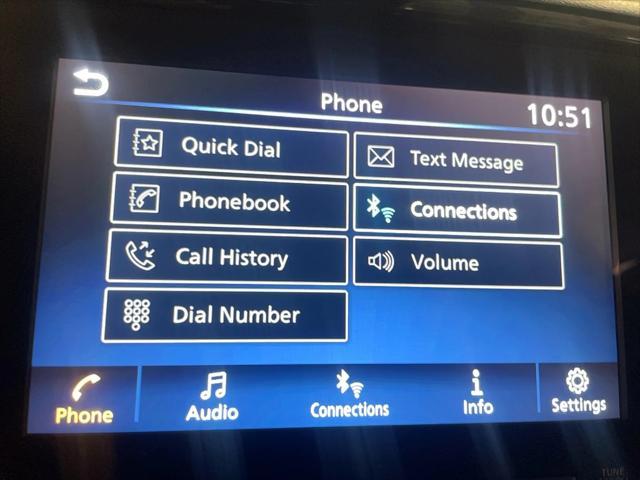 Phone
10:51
Quick Dial
Text Message
Phonebook
Connections
Call History
Volume
Dial Number
Phone
Audio
Connections
Info
Settings
TUNE